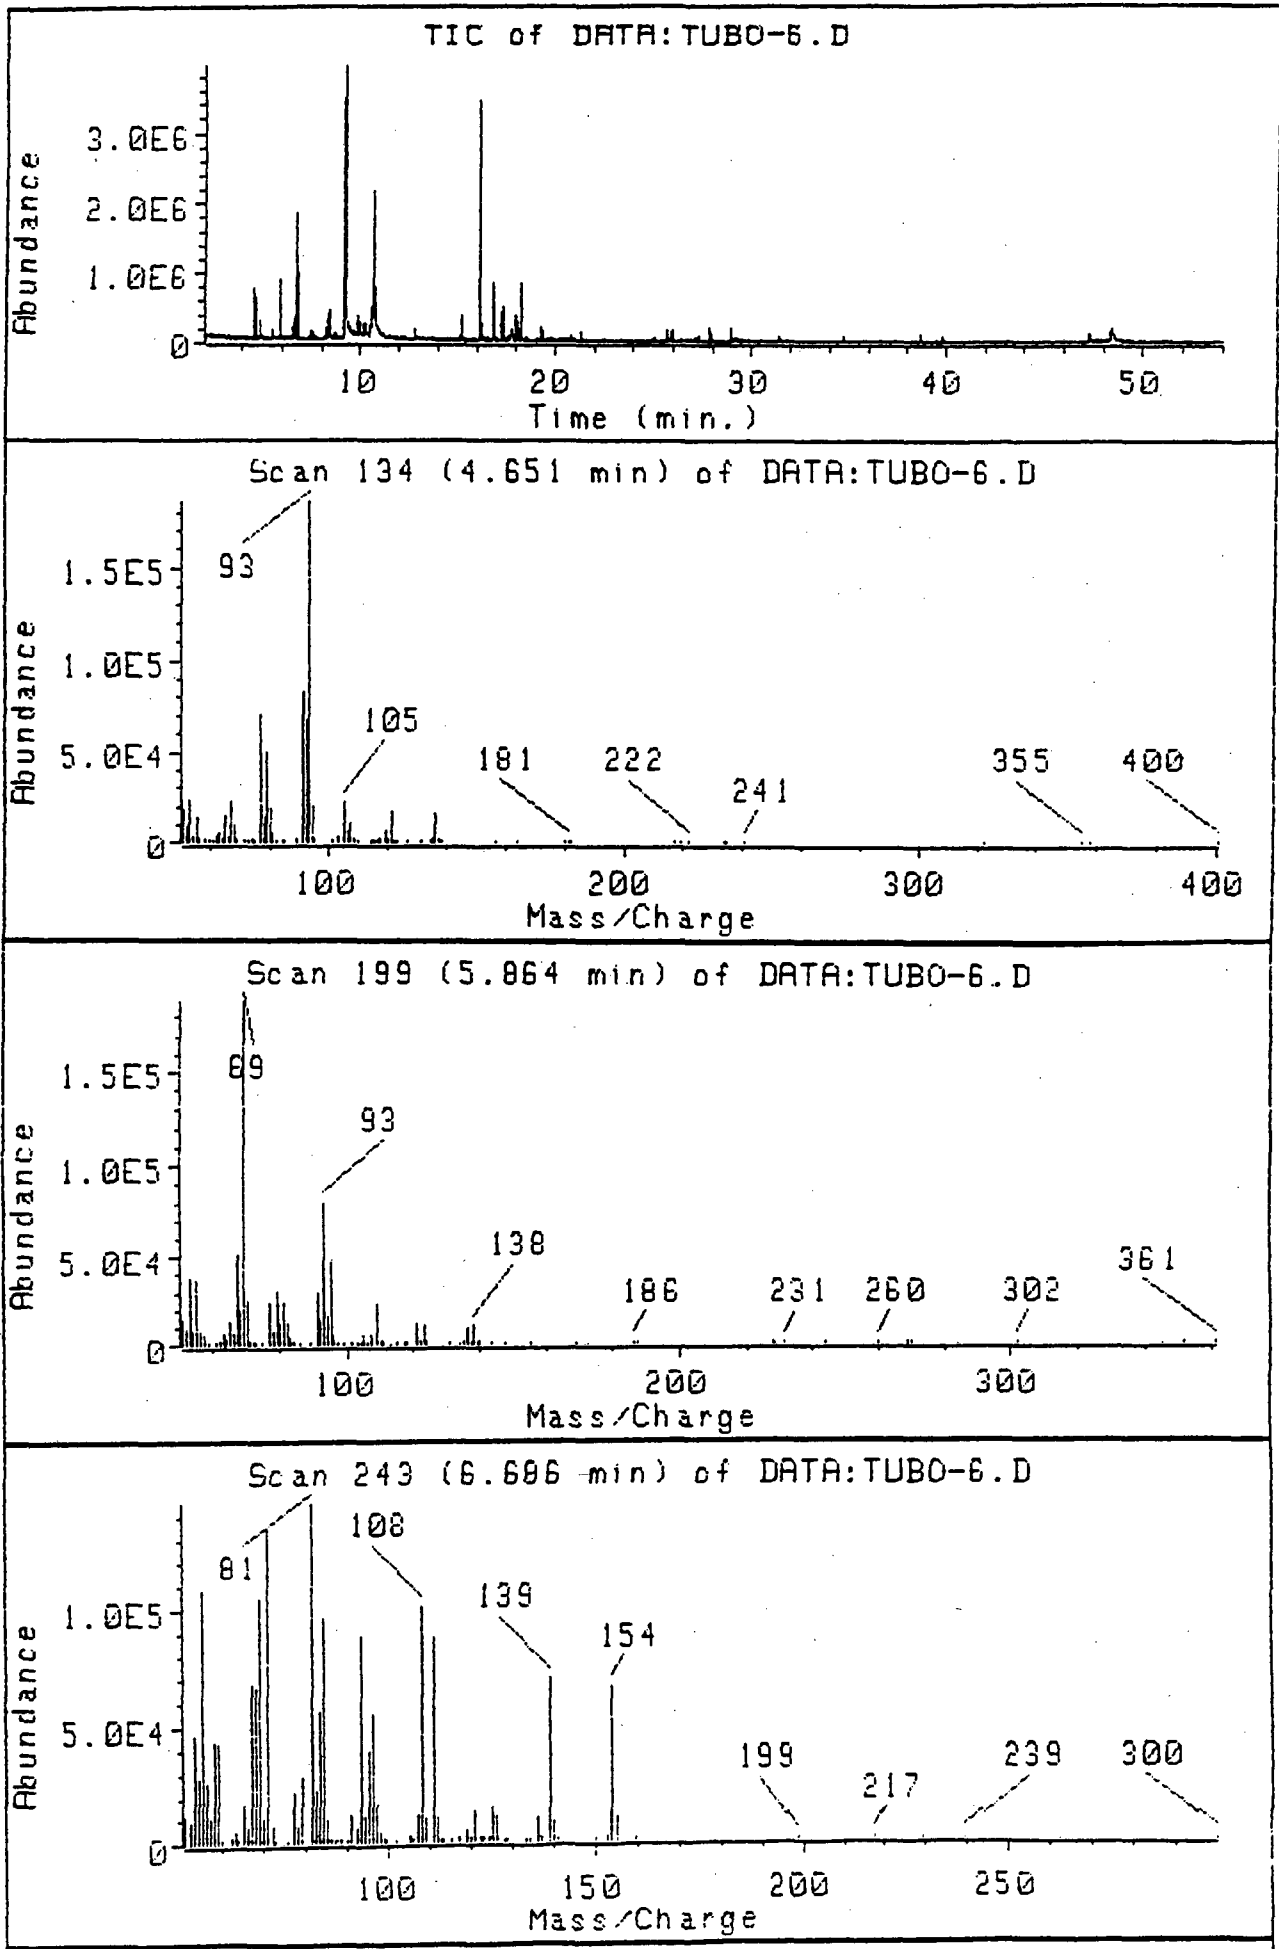 TIC of DATA:TUBO-6.D
Abundance
3.0E6
2.0E6
1.0E6
0
10 20 30 40 50
Time (min.)
Scan 134 (4.651 min) of DATA:TUBO-6.D
Abundance
93
1.5E5
1.0E5
105
5.0E4
181 222 241 355 400
0
100 200 300 400
Mass/Charge
Scan 199 (5.864 min) of DATA:TUBO-6.D
Abundance
69
1.5E5
93
1.0E5
138
5.0E4
186 231 260 302 361
0
100 200 300
Mass/Charge
Scan 243 (6.686 min) of DATA:TUBO-6.D
Abundance
81 108
139
1.0E5
154
5.0E4
199 217 239 300
0
100 150 200 250
Mass/Charge